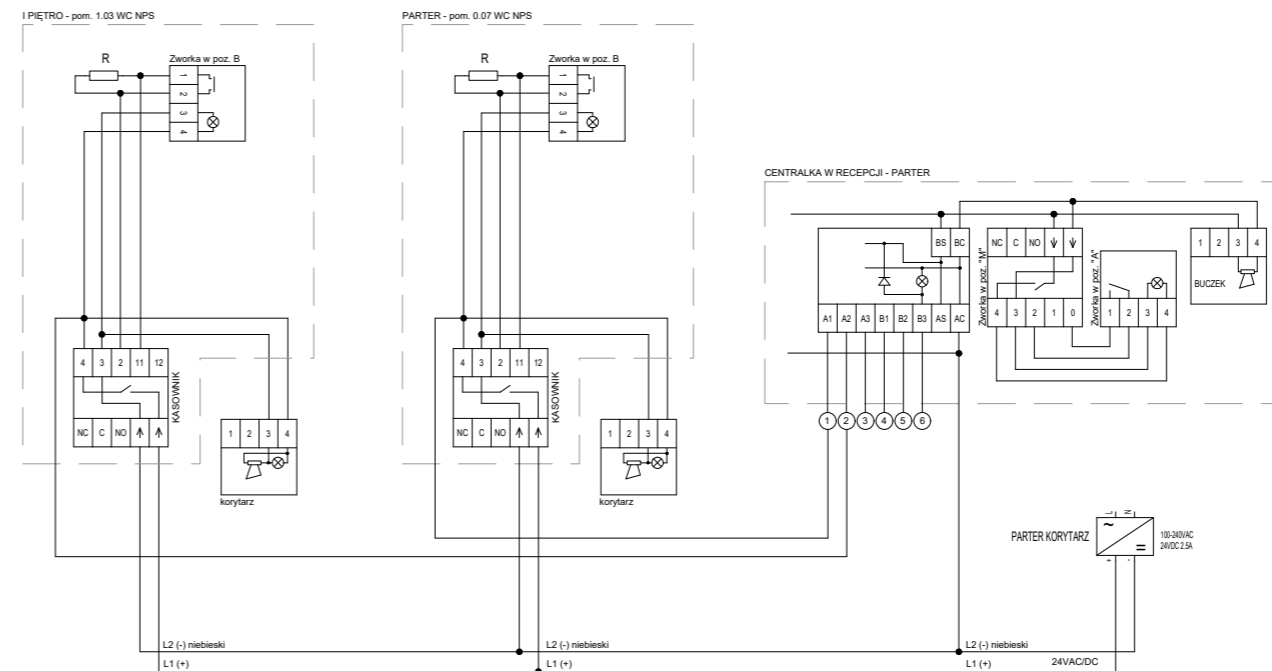 I PIĘTRO - pom. 1.03 WC NPS
R
Zworka w poz. B
1
2
3
4
4 3 2 11 12
KASOWNIK
NC C NO
1 2 3 4
korytarz
PARTER - pom. 0.07 WC NPS
R
Zworka w poz. B
1
2
3
4
4 3 2 11 12
KASOWNIK
NC C NO
1 2 3 4
korytarz
CENTRALKA W RECEPCJI - PARTER
BS BC
A1 A2 A3 B1 B2 B3 AS AC
1 2 3 4 5 6
Zworka w poz. "M"
NC C NO
4 3 2 1 0
Zworka w poz. "A"
1 2 3 4
1 2 3 4
BUCZEK
PARTER KORYTARZ
L N
100-240VAC
24VDC 2.5A
+ -
L2 (-) niebieski
L1 (+)
L2 (-) niebieski
L1 (+)
L2 (-) niebieski
L1 (+)
24VAC/DC